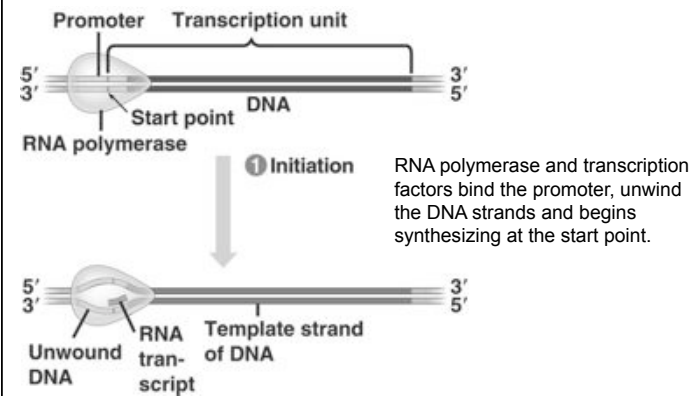 Promoter Transcription unit
5′ 3′
3′ 5′
DNA
Start point
RNA polymerase
1 Initiation
RNA polymerase and transcription
factors bind the promoter, unwind
the DNA strands and begins
synthesizing at the start point.
5′ 3′
3′ 5′
Unwound
DNA
RNA
tran-
script
Template strand
of DNA